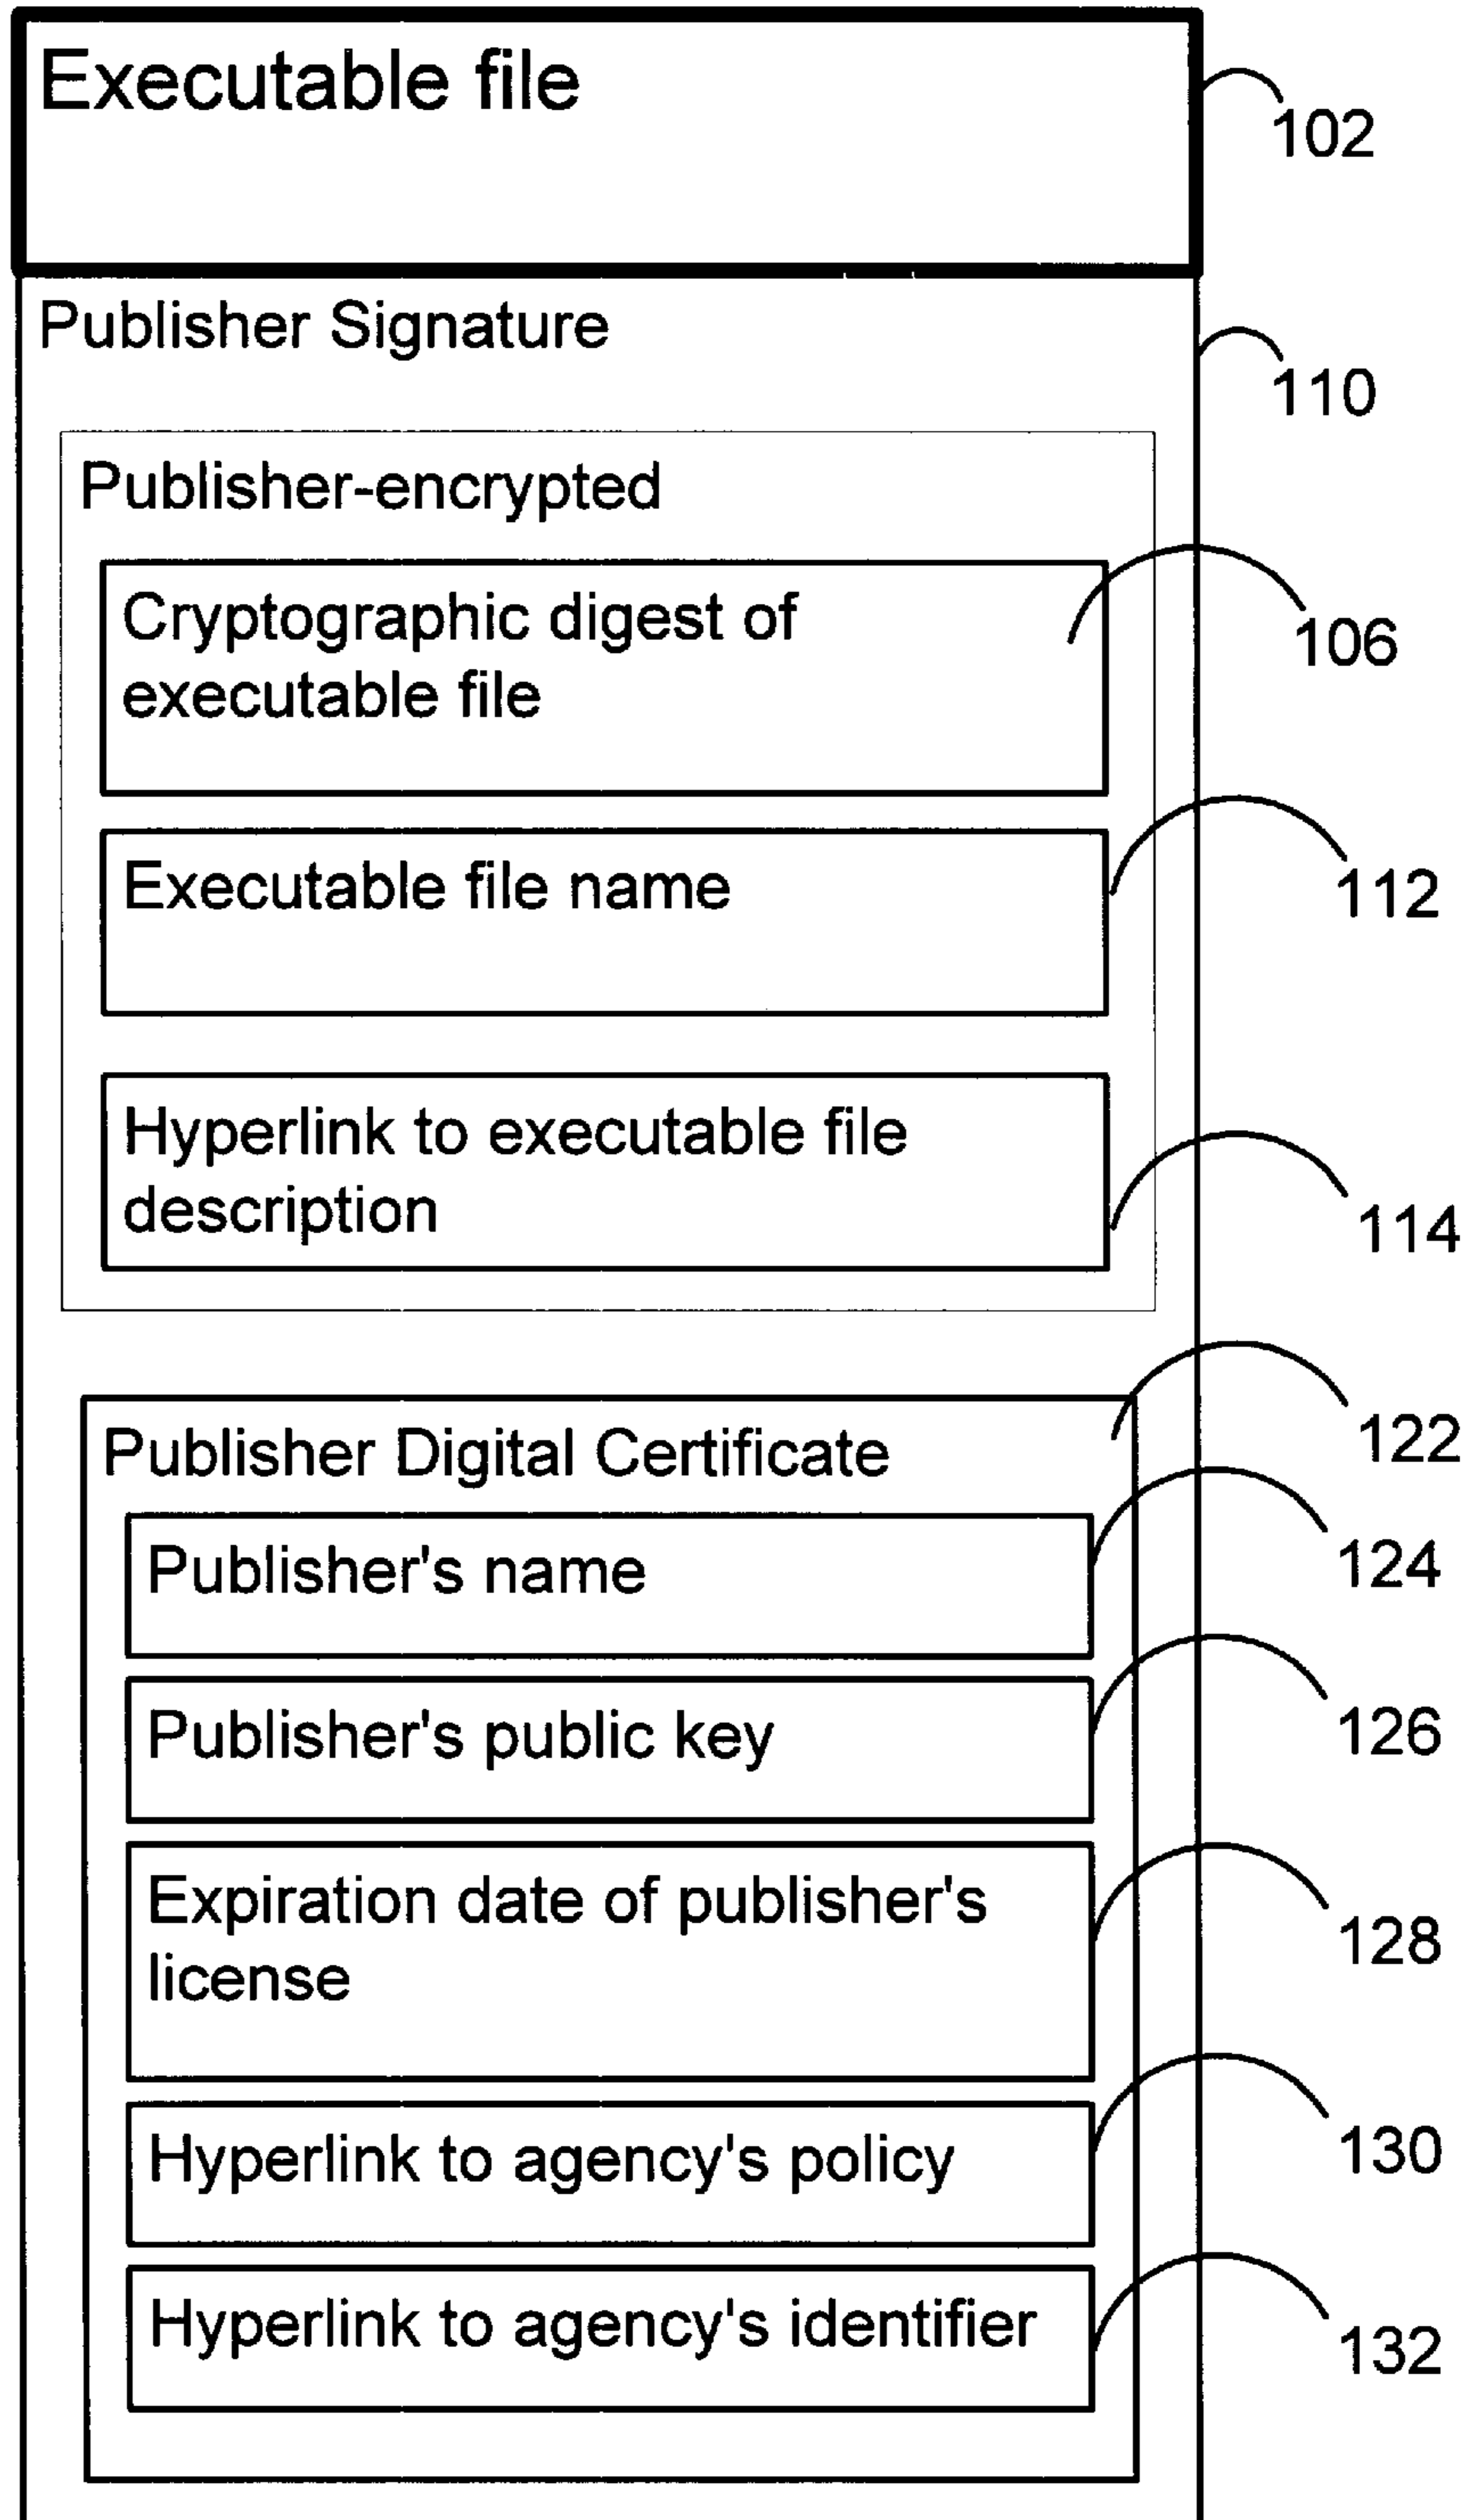 Executable file
102
Publisher Signature
110
Publisher-encrypted
Cryptographic digest of
executable file
106
Executable file name
112
Hyperlink to executable file
description
114
Publisher Digital Certificate
122
Publisher's name
124
Publisher's public key
126
Expiration date of publisher's
license
128
Hyperlink to agency's policy
130
Hyperlink to agency's identifier
132